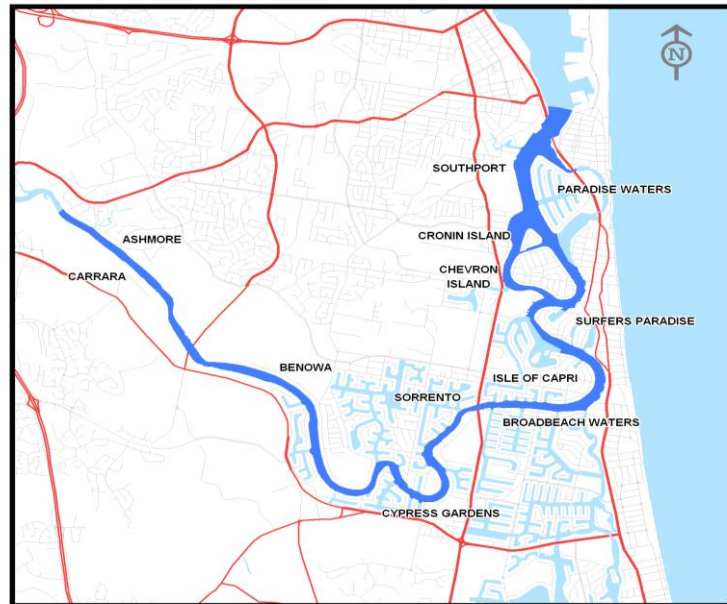 N
SOUTHPORT
PARADISE WATERS
CRONIN ISLAND
ASHMORE
CARRARA
CHEVRON
ISLAND
SURFERS PARADISE
BENOWA
ISLE OF CAPRI
SORRENTO
BROADBEACH WATERS
CYPRESS GARDENS